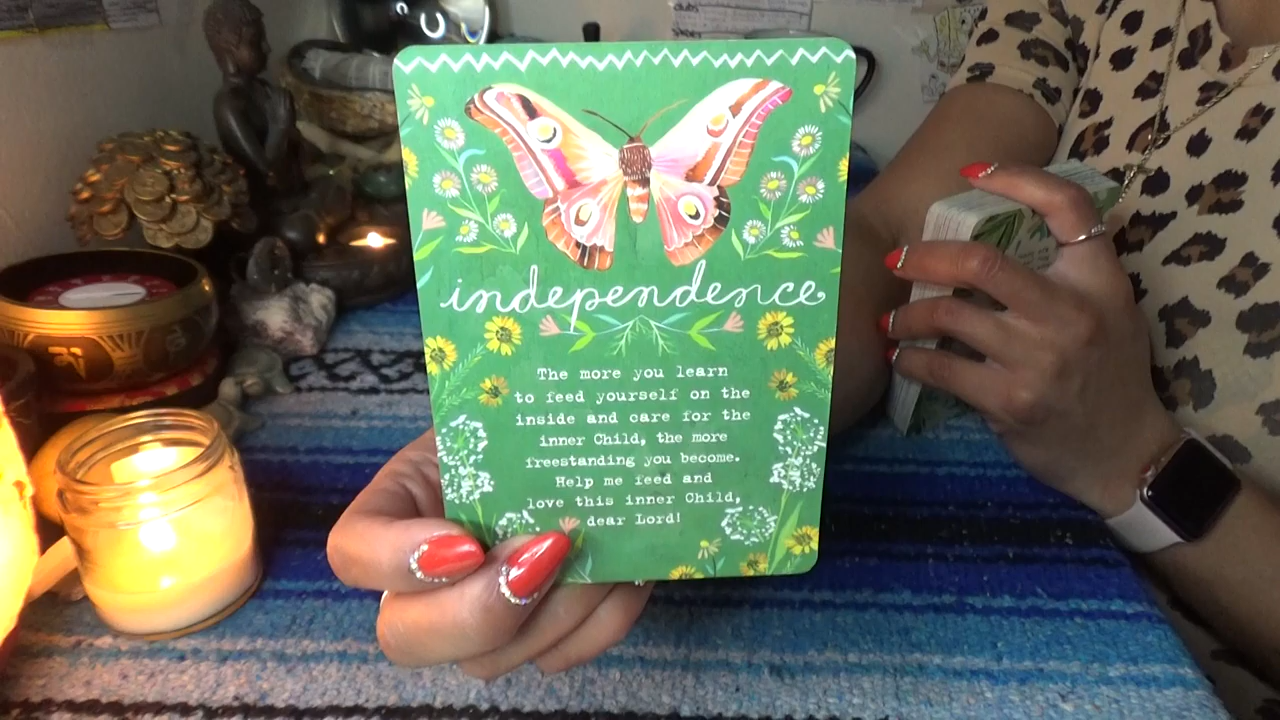 independence
The more you learn
to feed yourself on the
inside and care for the
inner Child, the more
freestanding you become.
Help me feed and
love this inner Child,
dear Lord!